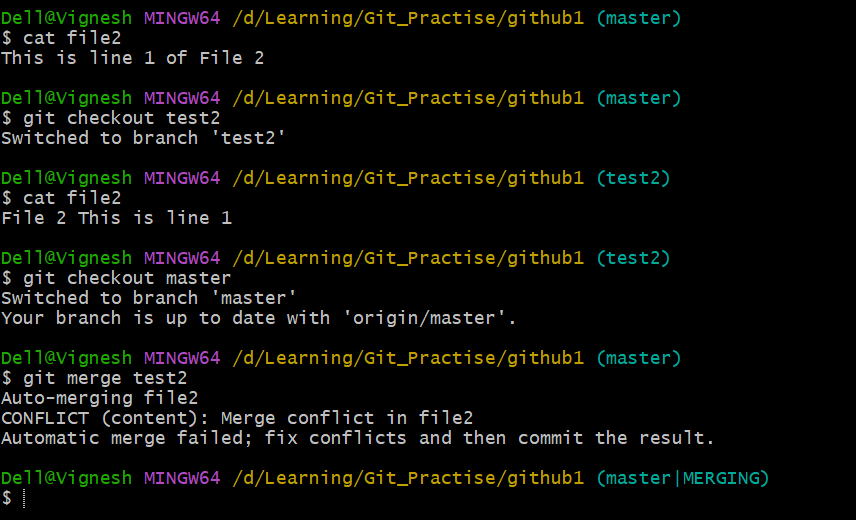 Dell@Vignesh MINGW64 /d/Learning/Git_Practise/github1 (master)
$ cat file2
This is line 1 of File 2
Dell@Vignesh MINGW64 /d/Learning/Git_Practise/github1 (master)
$ git checkout test2
Switched to branch 'test2'
Dell@Vignesh MINGW64 /d/Learning/Git_Practise/github1 (test2)
$ cat file2
File 2 This is line 1
Dell@Vignesh MINGW64 /d/Learning/Git_Practise/github1 (test2)
$ git checkout master
Switched to branch 'master'
Your branch is up to date with 'origin/master'.
Dell@Vignesh MINGW64 /d/Learning/Git_Practise/github1 (master)
$ git merge test2
Auto-merging file2
CONFLICT (content): Merge conflict in file2
Automatic merge failed; fix conflicts and then commit the result.
Dell@Vignesh MINGW64 /d/Learning/Git_Practise/github1 (master|MERGING)
$